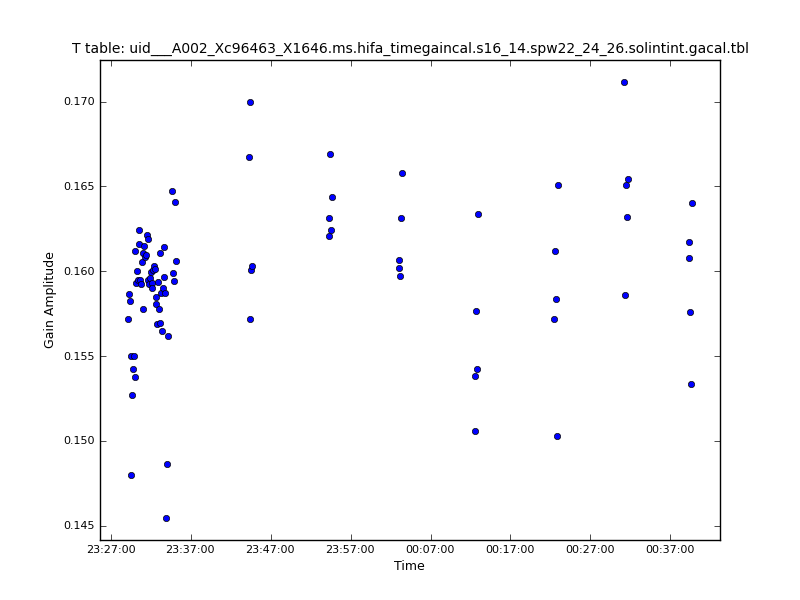 T table: uid___A002_Xc96463_X1646.ms.hifa_timegaincal.s16_14.spw22_24_26.solintint.gacal.tbl
0.170
0.165
0.160
0.155
0.150
0.145
Gain Amplitude
23:27:00 23:37:00 23:47:00 23:57:00 00:07:00 00:17:00 00:27:00 00:37:00
Time